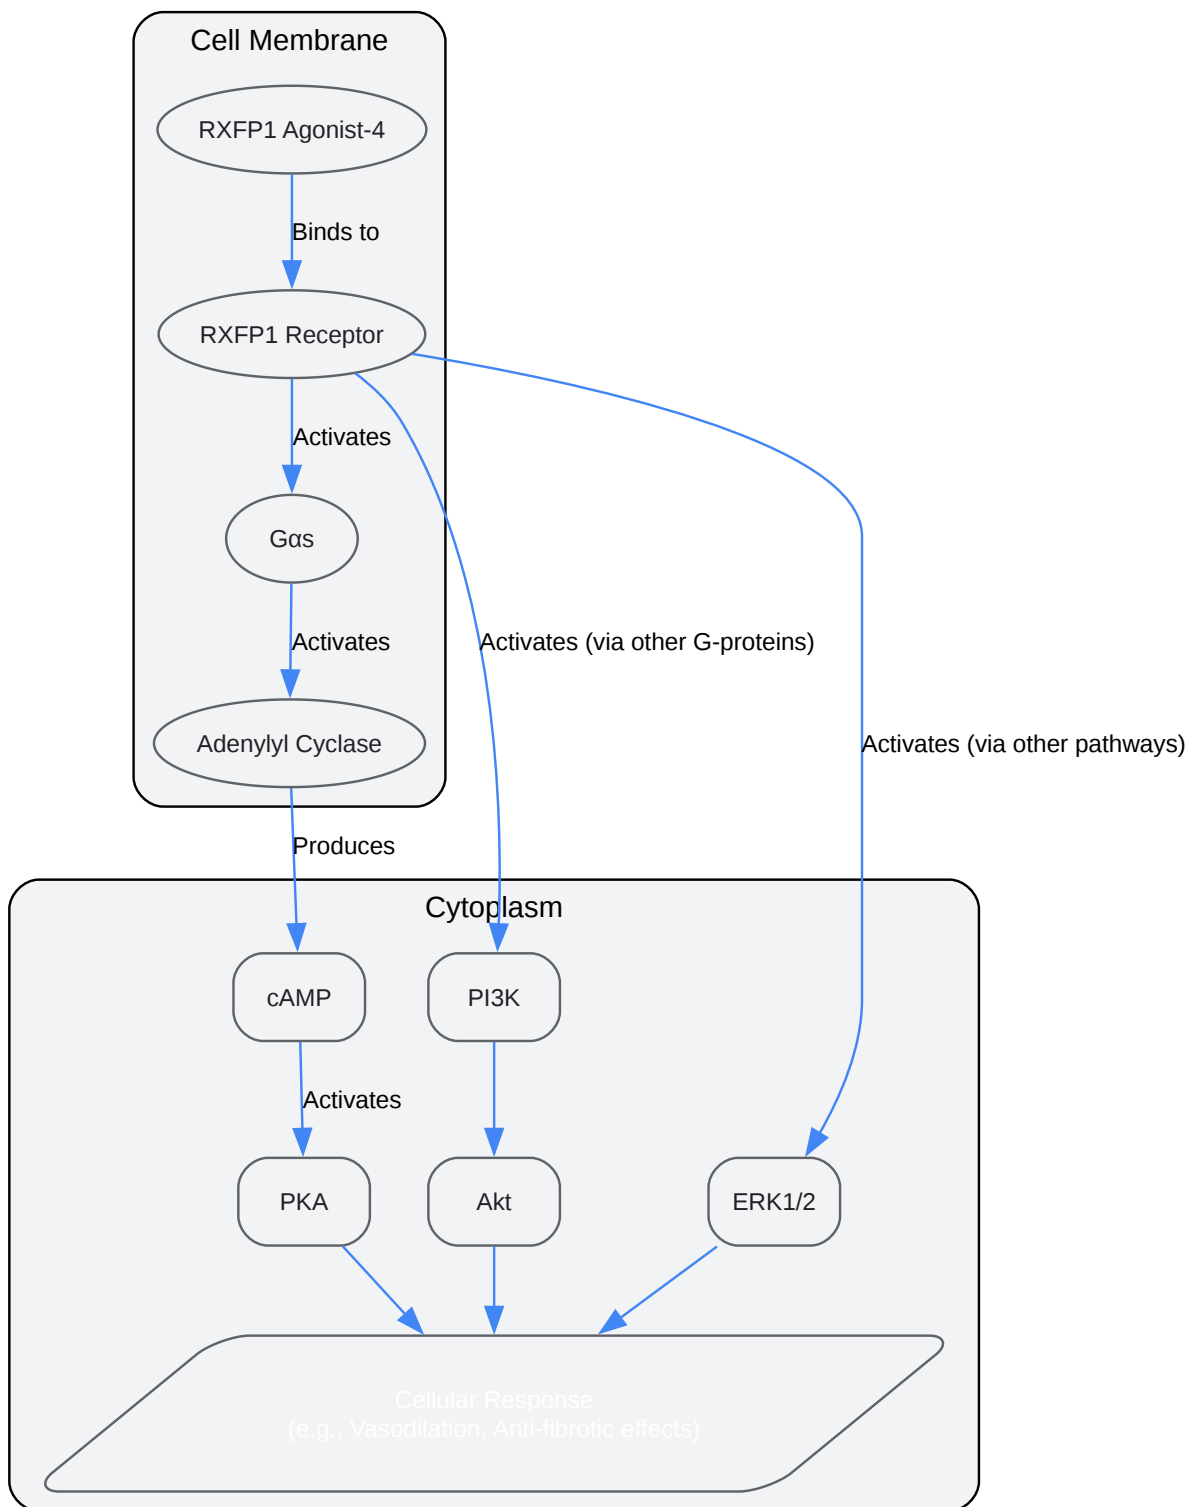 Cell Membrane
RXFP1 Agonist-4
Binds to
RXFP1 Receptor
Activates
Gαs
Activates
Activates (via other G-proteins)
Adenylyl Cyclase
Activates (via other pathways)
Produces
Cytoplasm
cAMP
PI3K
Activates
PKA
Akt
ERK1/2
Cellular Response
(e.g., Vasodilation, Anti-fibrotic effects)